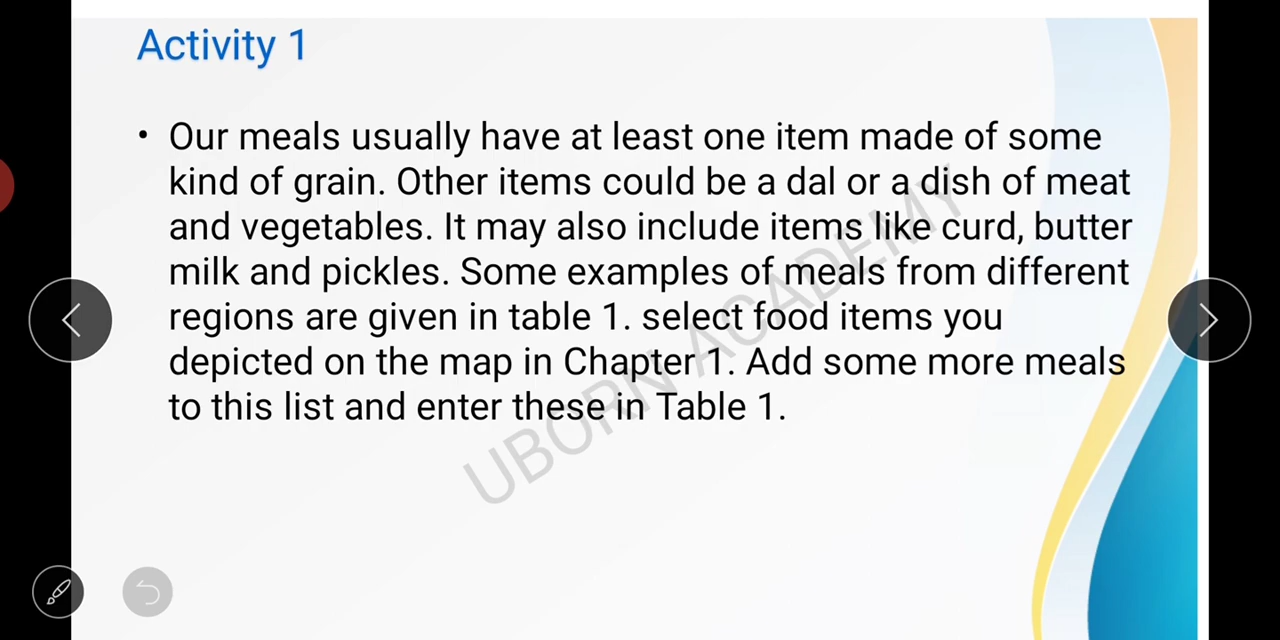 Activity 1
• Our meals usually have at least one item made of some
kind of grain. Other items could be a dal or a dish of meat
and vegetables. It may also include items like curd, butter
milk and pickles. Some examples of meals from different
regions are given in table 1. select food items you
depicted on the map in Chapter 1. Add some more meals
to this list and enter these in Table 1.
UBORN ACADEMY